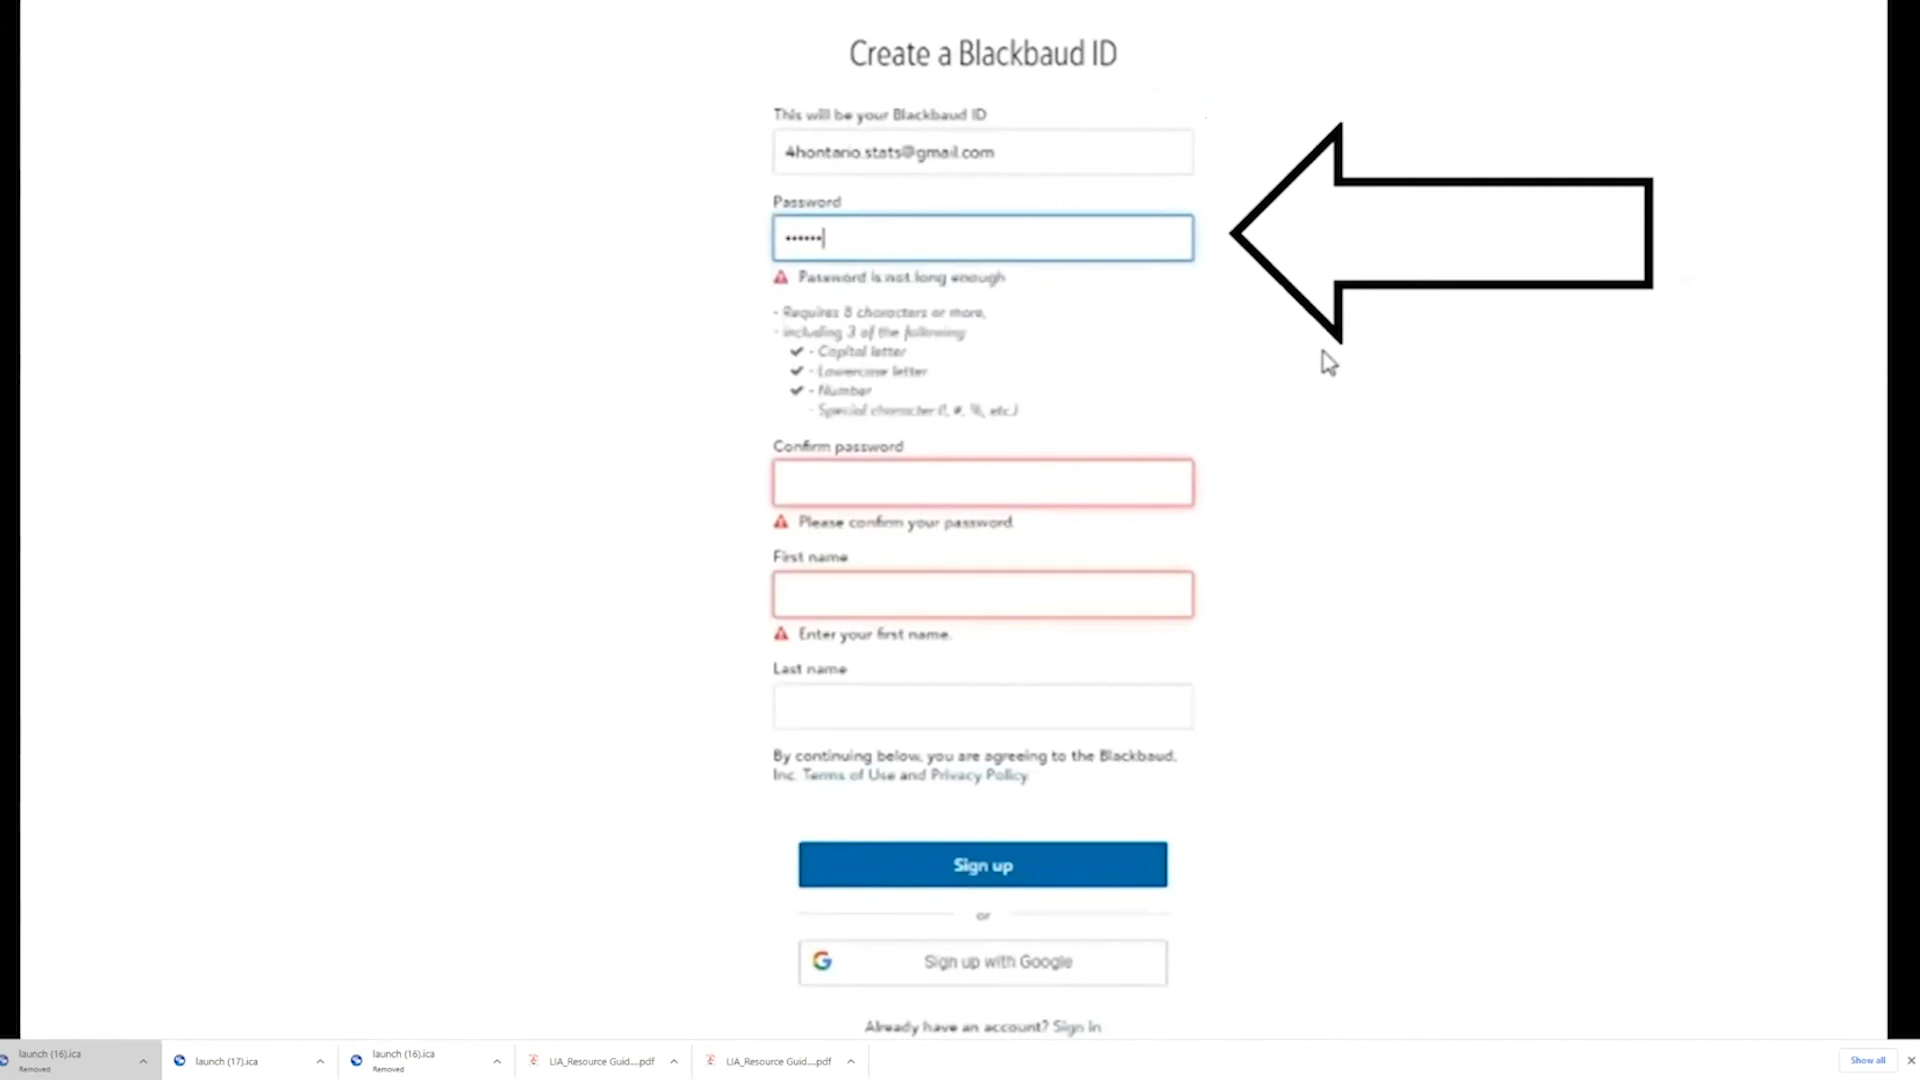 Create a Blackbaud ID
This will be your Blackbaud ID
4hontario.stats@gmail.com
Password
••••••
Password is not long enough
- Requires 8 characters or more,
- including 3 of the following:
✔ - Capital letter
✔ - Lowercase letter
✔ - Number
- Special character (!, #, %, etc.)
Confirm password
Please confirm your password.
First name
Enter your first name.
Last name
By continuing below, you are agreeing to the Blackbaud,
Inc. Terms of Use and Privacy Policy.
Sign up
or
Sign up with Google
Already have an account? Sign in
launch (16).ica
Removed
launch (17).ica
launch (16).ica
Removed
LIA_Resource Guid....pdf
LIA_Resource Guid....pdf
Show all